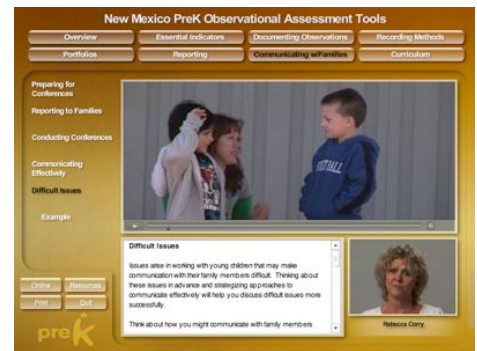 New Mexico PreK Observational Assessment Tools
Overview
Essential Indicators
Documenting Observations
Recording Methods
Portfolios
Reporting
Communicating w/Families
Curriculum
Preparing for
Conferences
Reporting to Families
Conducting Conferences
Communicating
Effectively
Difficult Issues
Example
FOOTBALL
Difficult Issues
Issues arise in working with young children that may make
communication with their family members difficult. Thinking about
these issues in advance and strategizing approaches to
communicate effectively will help you discuss difficult issues more
successfully.
Think about how you might communicate with family members
Online
Resources
Print
Quit
Rebecca Corry
preK